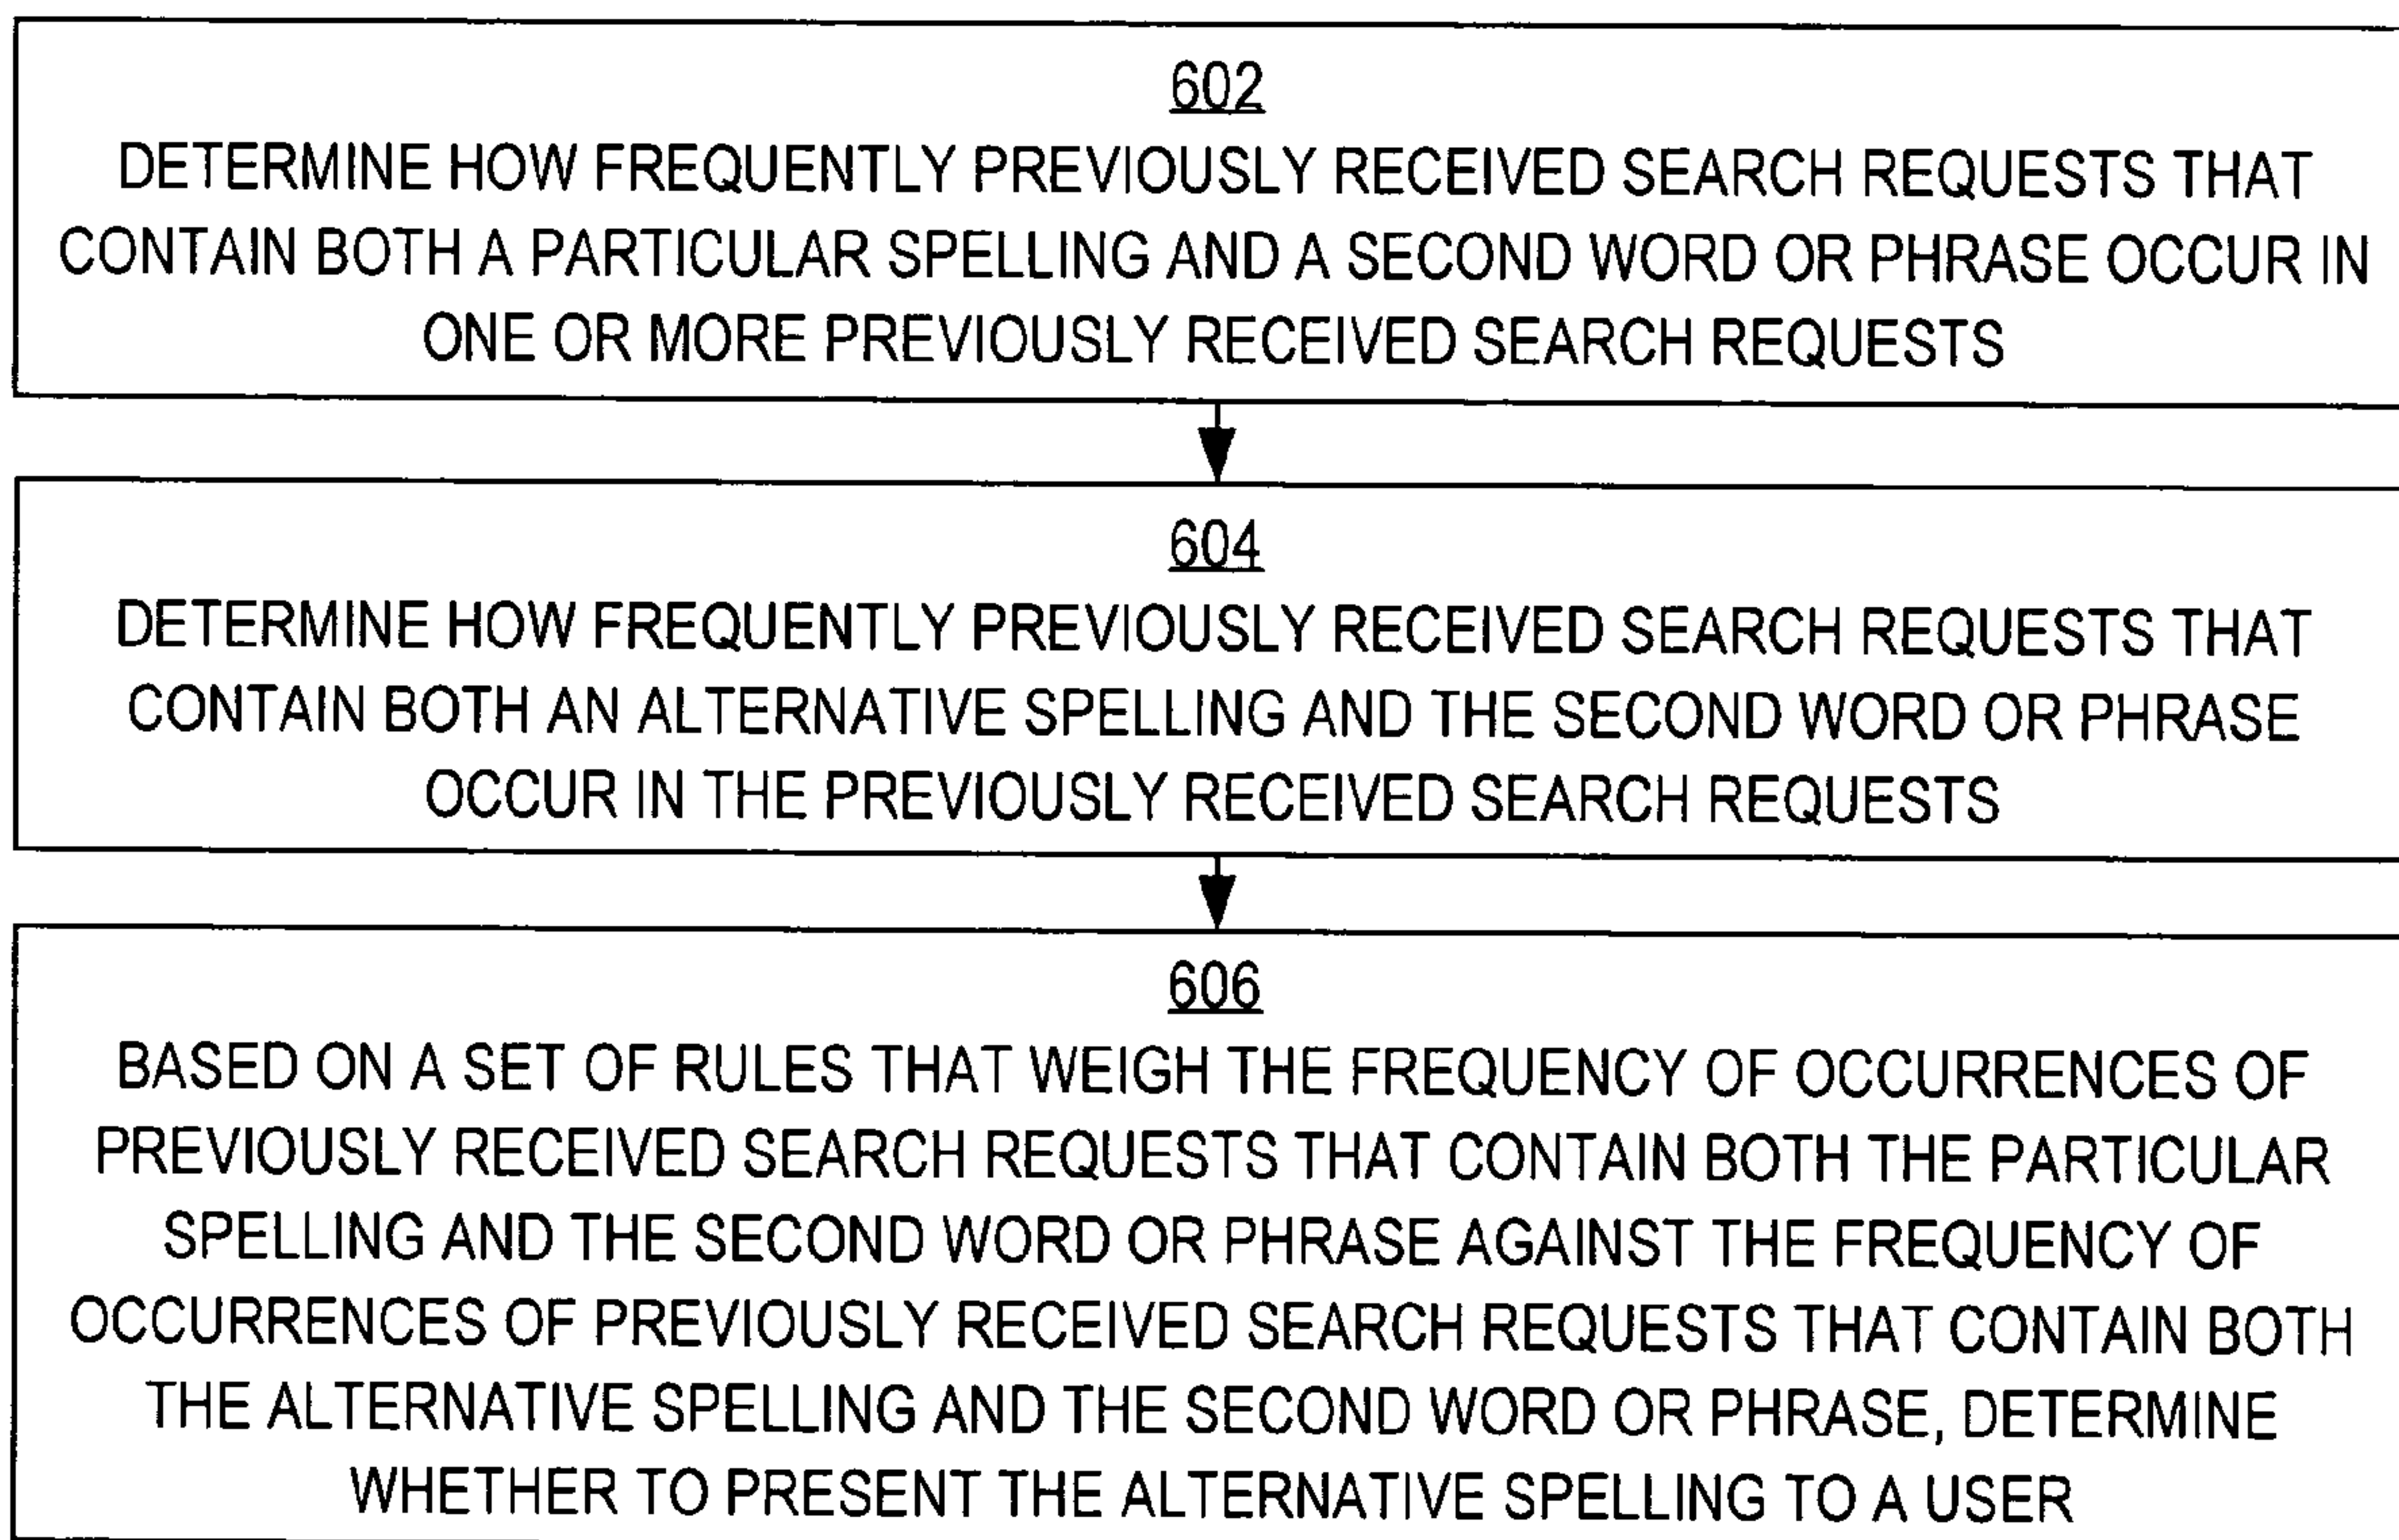 602
DETERMINE HOW FREQUENTLY PREVIOUSLY RECEIVED SEARCH REQUESTS THAT
CONTAIN BOTH A PARTICULAR SPELLING AND A SECOND WORD OR PHRASE OCCUR IN
ONE OR MORE PREVIOUSLY RECEIVED SEARCH REQUESTS
604
DETERMINE HOW FREQUENTLY PREVIOUSLY RECEIVED SEARCH REQUESTS THAT
CONTAIN BOTH AN ALTERNATIVE SPELLING AND THE SECOND WORD OR PHRASE
OCCUR IN THE PREVIOUSLY RECEIVED SEARCH REQUESTS
606
BASED ON A SET OF RULES THAT WEIGH THE FREQUENCY OF OCCURRENCES OF
PREVIOUSLY RECEIVED SEARCH REQUESTS THAT CONTAIN BOTH THE PARTICULAR
SPELLING AND THE SECOND WORD OR PHRASE AGAINST THE FREQUENCY OF
OCCURRENCES OF PREVIOUSLY RECEIVED SEARCH REQUESTS THAT CONTAIN BOTH
THE ALTERNATIVE SPELLING AND THE SECOND WORD OR PHRASE, DETERMINE
WHETHER TO PRESENT THE ALTERNATIVE SPELLING TO A USER